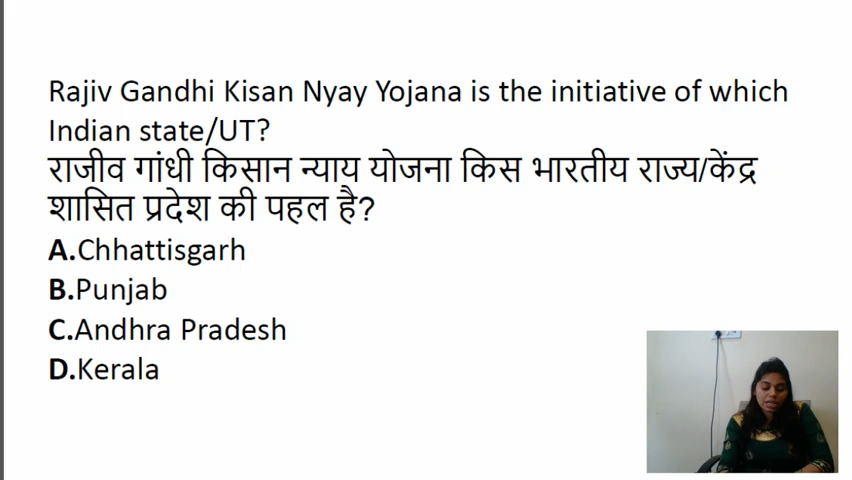 Rajiv Gandhi Kisan Nyay Yojana is the initiative of which
Indian state/UT?
राजीव गांधी किसान न्याय योजना किस भारतीय राज्य/केंद्र
शासित प्रदेश की पहल है?
A.Chhattisgarh
B.Punjab
C.Andhra Pradesh
D.Kerala